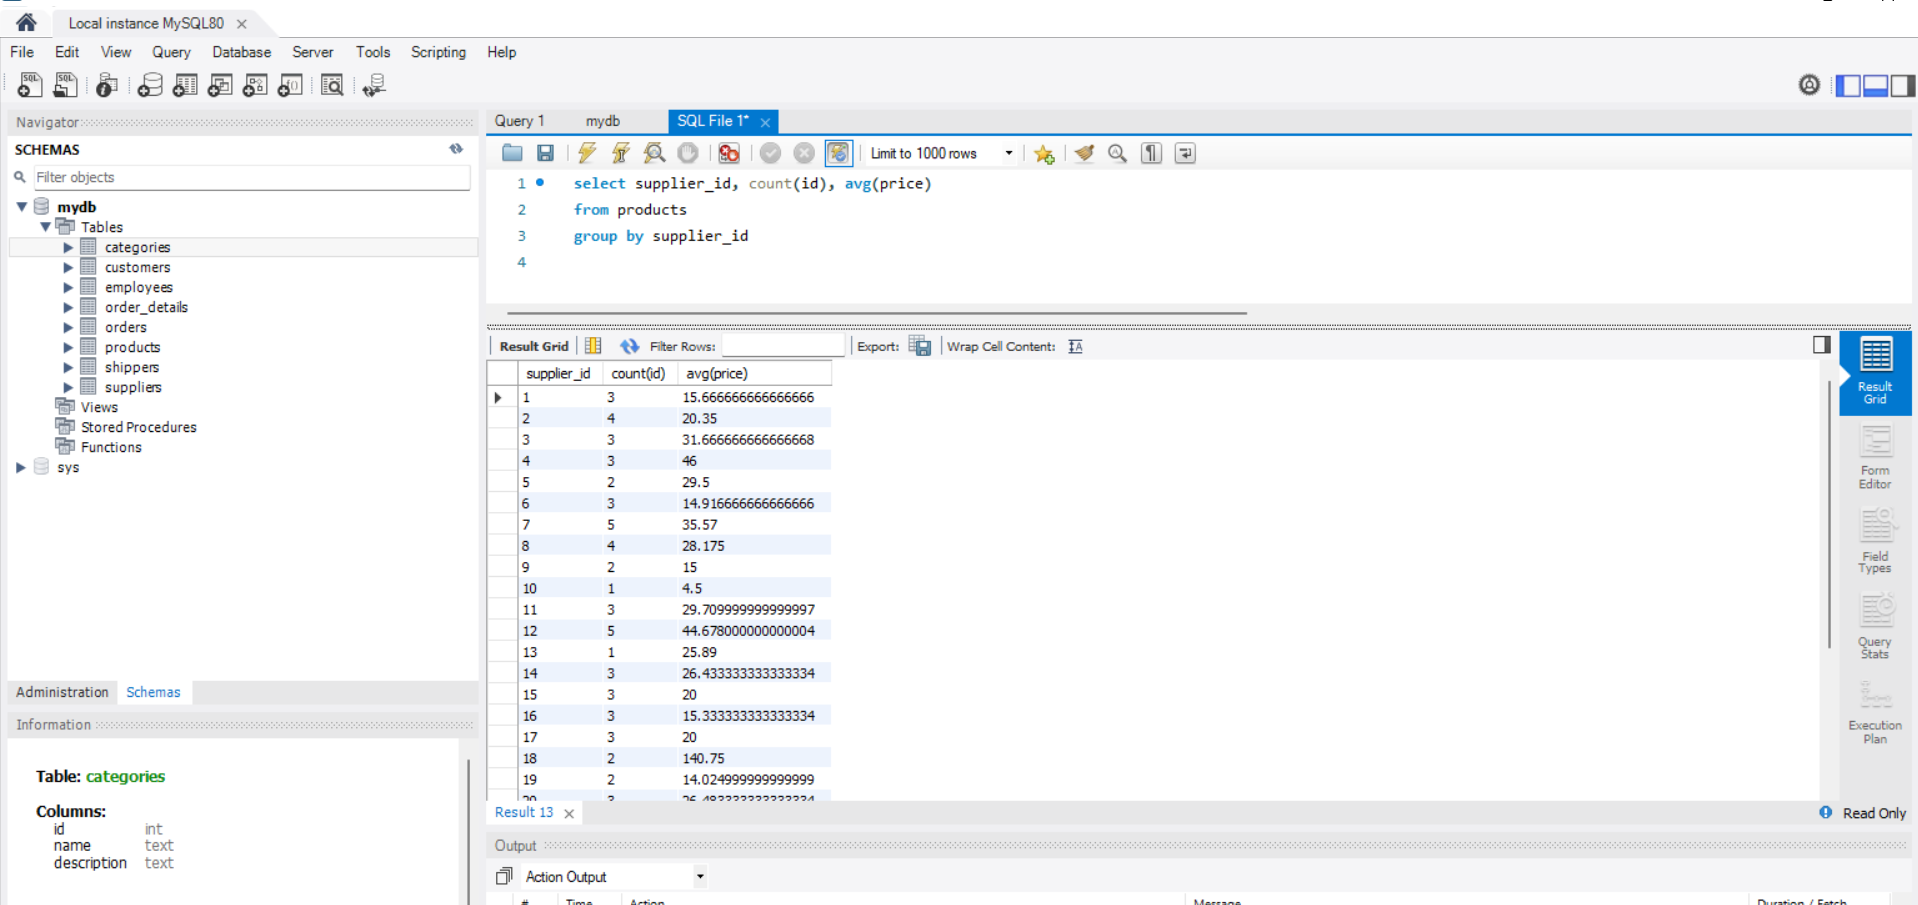 Local instance MySQL80
File Edit View Query Database Server Tools Scripting Help
Navigator
SCHEMAS
Filter objects
mydb
Tables
categories
customers
employees
order_details
orders
products
shippers
suppliers
Views
Stored Procedures
Functions
sys
Administration Schemas
Information
Table: categories
Columns:
id int
name text
description text
Query 1 mydb SQL File 1*
Limit to 1000 rows
1 select supplier_id, count(id), avg(price)
2 from products
3 group by supplier_id
4
Result Grid Filter Rows: Export: Wrap Cell Content:
supplier_id count(id) avg(price)
1 3 15.666666666666666
2 4 20.35
3 3 31.666666666666668
4 3 46
5 2 29.5
6 3 14.916666666666666
7 5 35.57
8 4 28.175
9 2 15
10 1 4.5
11 3 29.709999999999997
12 5 44.678000000000004
13 1 25.89
14 3 26.433333333333334
15 3 20
16 3 15.333333333333334
17 3 20
18 2 140.75
19 2 14.024999999999999
20 3 26.483333333333334
Result
Grid
Form
Editor
Field
Types
Query
Stats
Execution
Plan
Result 13
Read Only
Output
Action Output
# Time Action Message Duration / Fetch